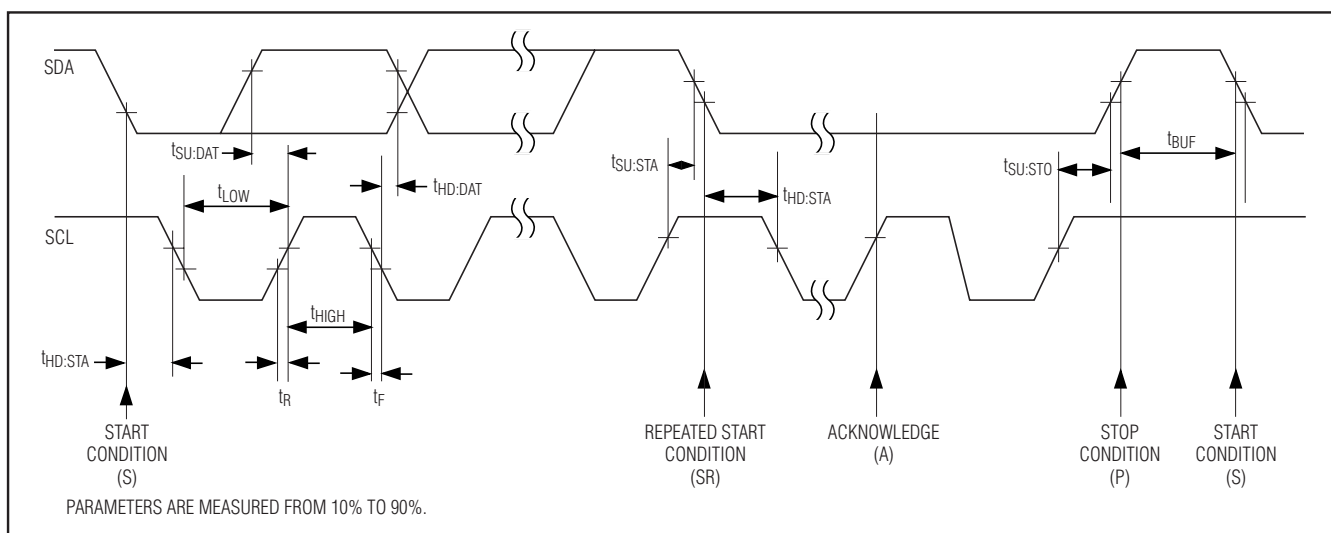 SDA
tSU:DAT
tLOW
tHD:DAT
tSU:STA
tHD:STA
tSU:STO
tBUF
SCL
tHIGH
tHD:STA
tR
tF
START
CONDITION
(S)
REPEATED START
CONDITION
(SR)
ACKNOWLEDGE
(A)
STOP
CONDITION
(P)
START
CONDITION
(S)
PARAMETERS ARE MEASURED FROM 10% TO 90%.